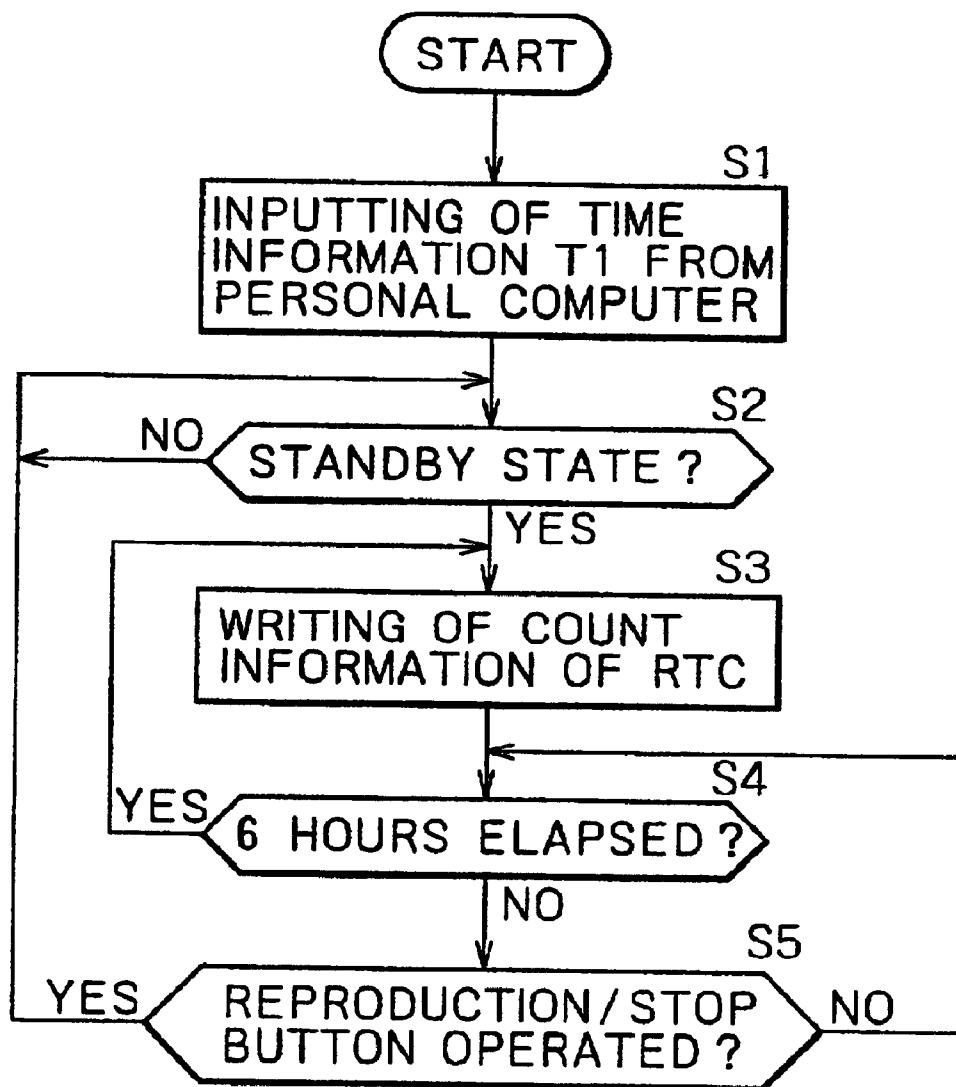 START
S1
INPUTTING OF TIME
INFORMATION T1 FROM
PERSONAL COMPUTER
S2
NO
STANDBY STATE ?
YES
S3
WRITING OF COUNT
INFORMATION OF RTC
S4
YES
6 HOURS ELAPSED ?
NO
S5
YES
REPRODUCTION/STOP
BUTTON OPERATED ?
NO